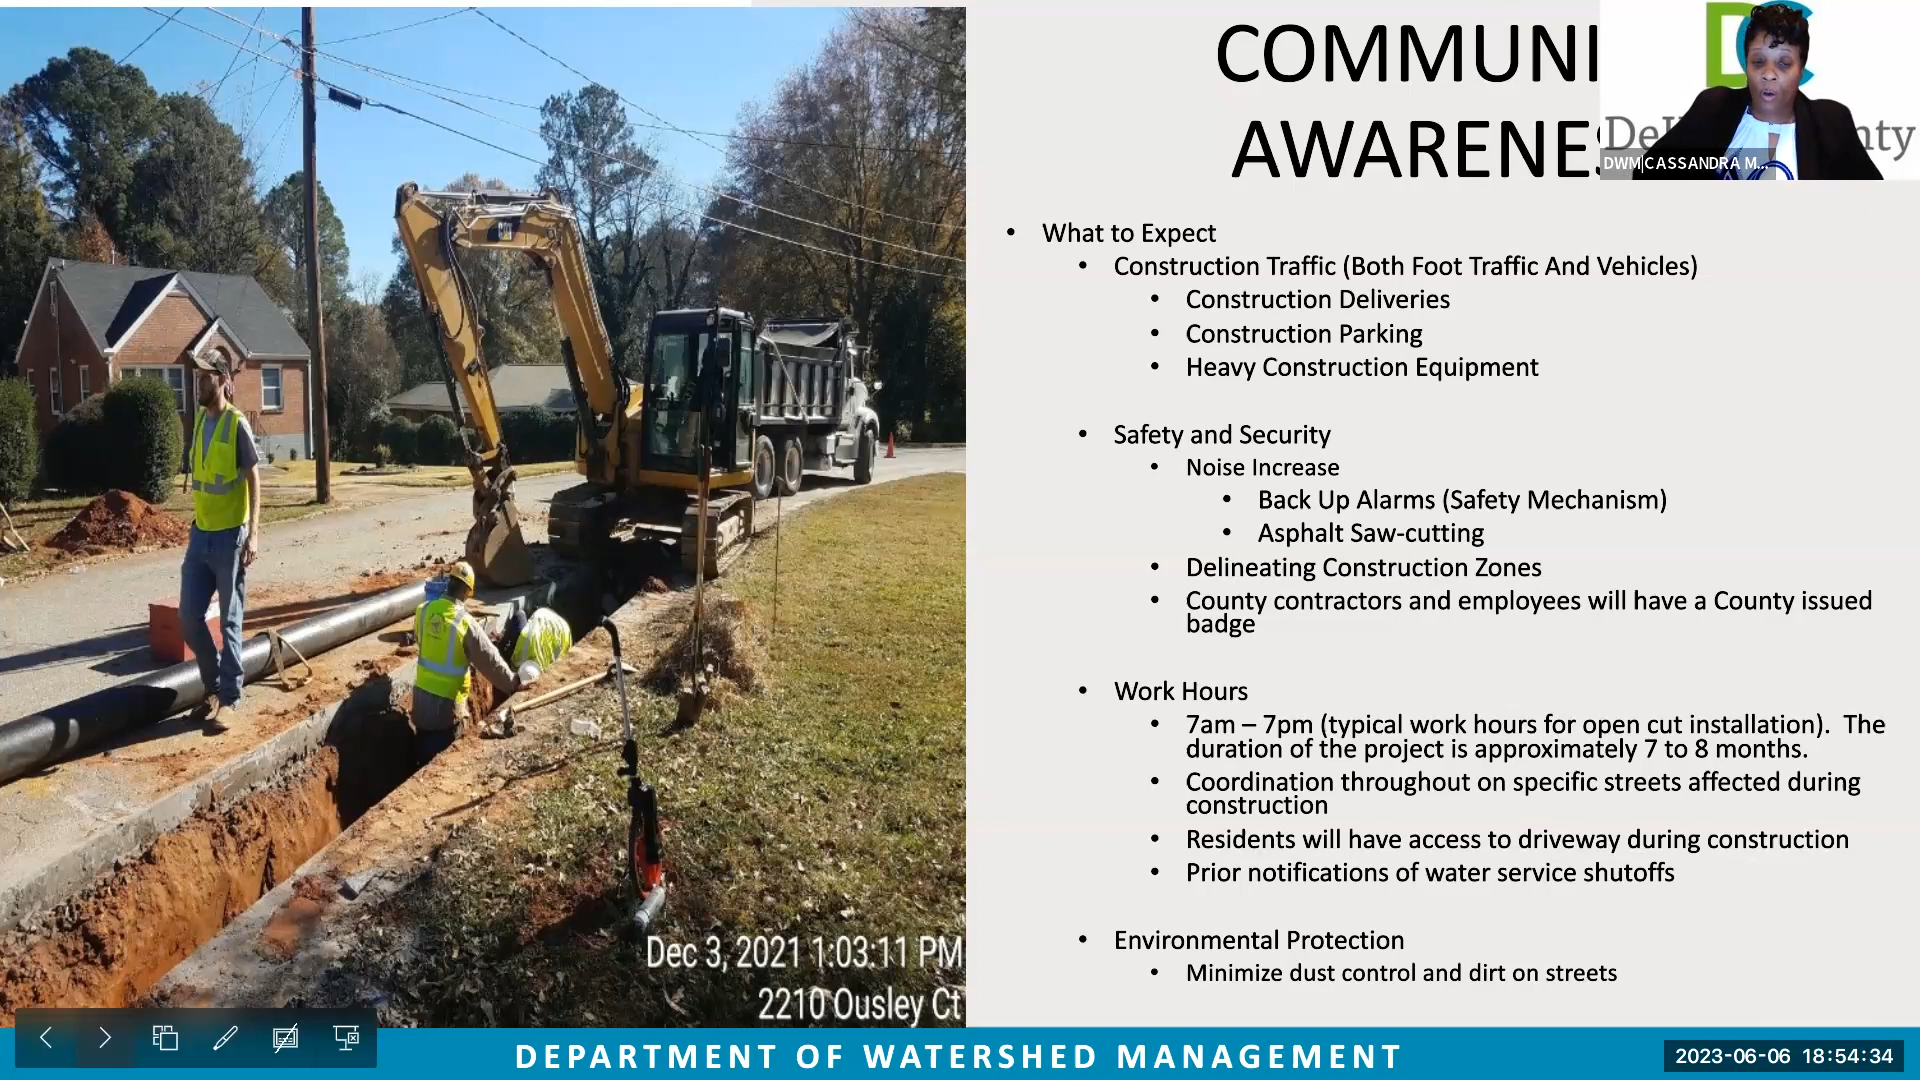 COMMUNI
AWARENES
DeK nty
DWM|CASSANDRA M...
• What to Expect
• Construction Traffic (Both Foot Traffic And Vehicles)
• Construction Deliveries
• Construction Parking
• Heavy Construction Equipment
• Safety and Security
• Noise Increase
• Back Up Alarms (Safety Mechanism)
• Asphalt Saw-cutting
• Delineating Construction Zones
• County contractors and employees will have a County issued
badge
• Work Hours
• 7am – 7pm (typical work hours for open cut installation). The
duration of the project is approximately 7 to 8 months.
• Coordination throughout on specific streets affected during
construction
• Residents will have access to driveway during construction
• Prior notifications of water service shutoffs
• Environmental Protection
• Minimize dust control and dirt on streets
Dec 3, 2021 1:03:11 PM
2210 Ousley Ct
DEPARTMENT OF WATERSHED MANAGEMENT
2023-06-06 18:54:34